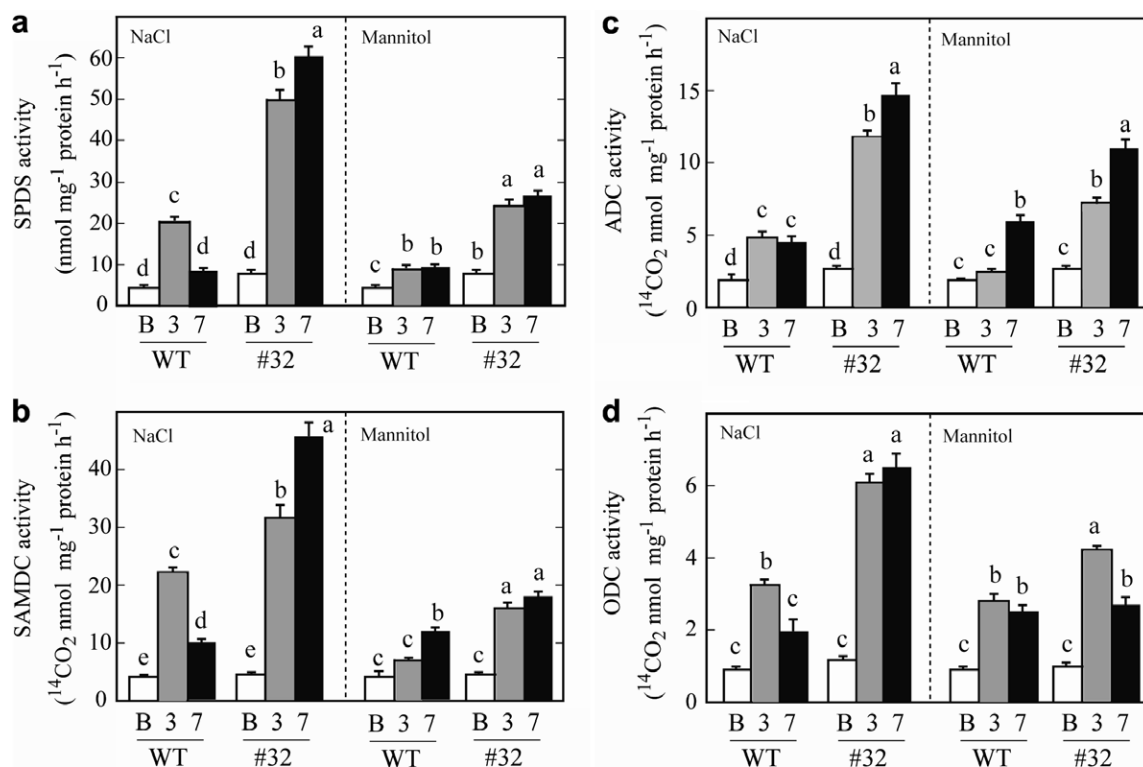 a
NaCl
Mannitol
SPDS activity
(nmol mg⁻¹ protein h⁻¹)
60
50
40
30
20
10
0
d c d d b a c b b b a a
B 3 7 B 3 7 B 3 7 B 3 7
WT #32 WT #32
c
NaCl
Mannitol
ADC activity
(¹⁴CO₂ nmol mg⁻¹ protein h⁻¹)
15
10
5
0
d c c d b a c c b c b a
B 3 7 B 3 7 B 3 7 B 3 7
WT #32 WT #32
b
NaCl
Mannitol
SAMDC activity
(¹⁴CO₂ nmol mg⁻¹ protein h⁻¹)
40
30
20
10
0
e c d e b a c c b c a a
B 3 7 B 3 7 B 3 7 B 3 7
WT #32 WT #32
d
NaCl
Mannitol
ODC activity
(¹⁴CO₂ nmol mg⁻¹ protein h⁻¹)
6
4
2
0
c b c c a a c b b c a b
B 3 7 B 3 7 B 3 7 B 3 7
WT #32 WT #32